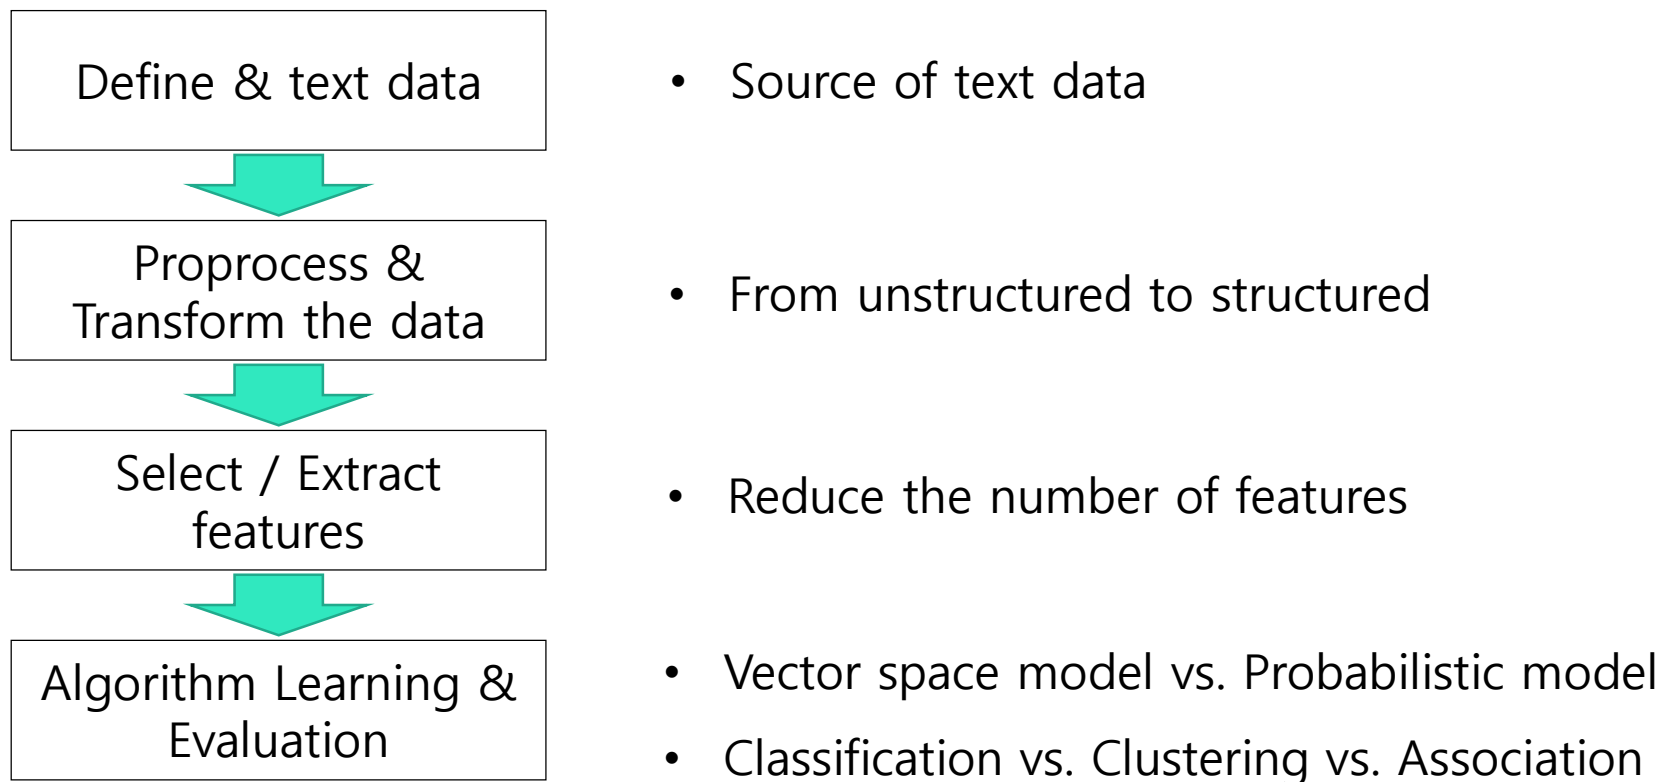 Define & text data
• Source of text data
Proprocess &
Transform the data
• From unstructured to structured
Select / Extract
features
• Reduce the number of features
Algorithm Learning &
Evaluation
• Vector space model vs. Probabilistic model
• Classification vs. Clustering vs. Association